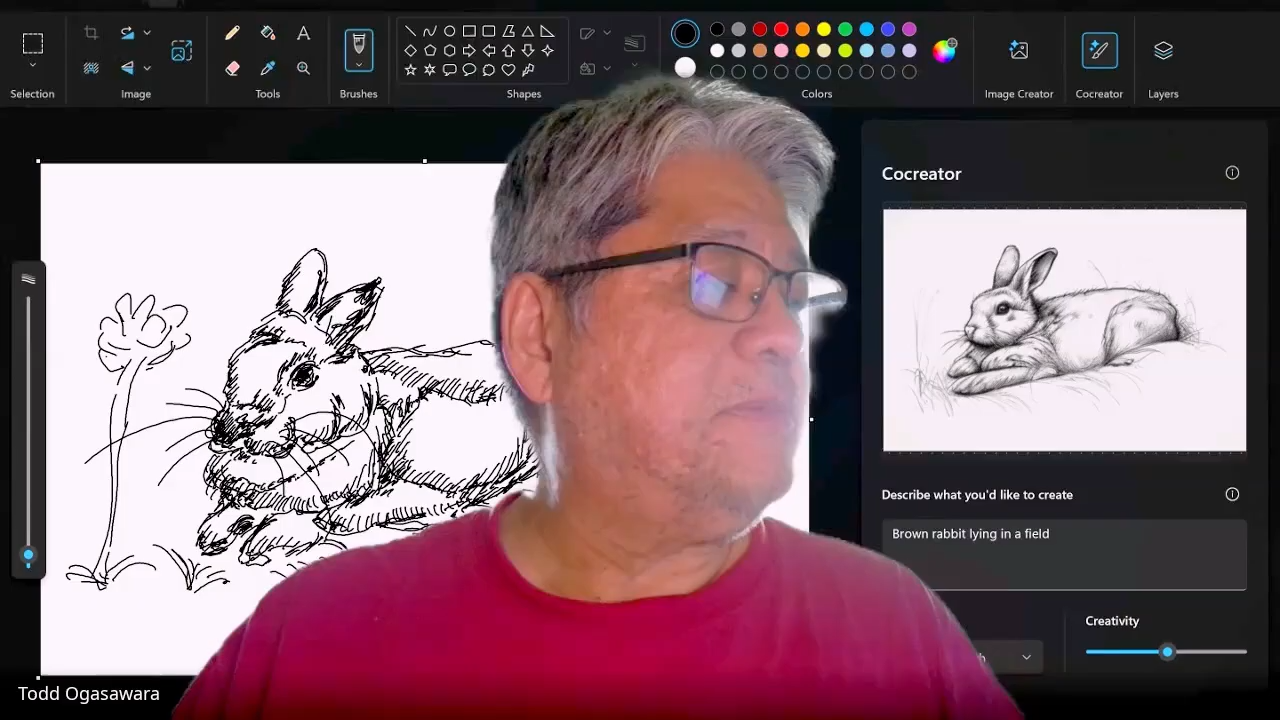 Selection
Image
Tools
Brushes
Shapes
Colors
Image Creator
Cocreator
Layers
Cocreator
Describe what you'd like to create
Brown rabbit lying in a field
Creativity
Todd Ogasawara